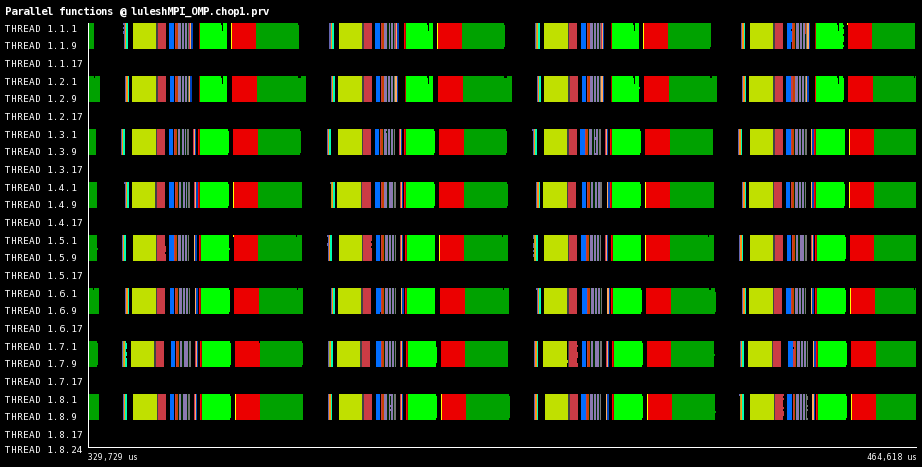 Parallel functions @ luleshMPI_OMP.chop1.prv
THREAD 1.1.1
THREAD 1.1.9
THREAD 1.1.17
THREAD 1.2.1
THREAD 1.2.9
THREAD 1.2.17
THREAD 1.3.1
THREAD 1.3.9
THREAD 1.3.17
THREAD 1.4.1
THREAD 1.4.9
THREAD 1.4.17
THREAD 1.5.1
THREAD 1.5.9
THREAD 1.5.17
THREAD 1.6.1
THREAD 1.6.9
THREAD 1.6.17
THREAD 1.7.1
THREAD 1.7.9
THREAD 1.7.17
THREAD 1.8.1
THREAD 1.8.9
THREAD 1.8.17
THREAD 1.8.24
329,729 us
464,618 us